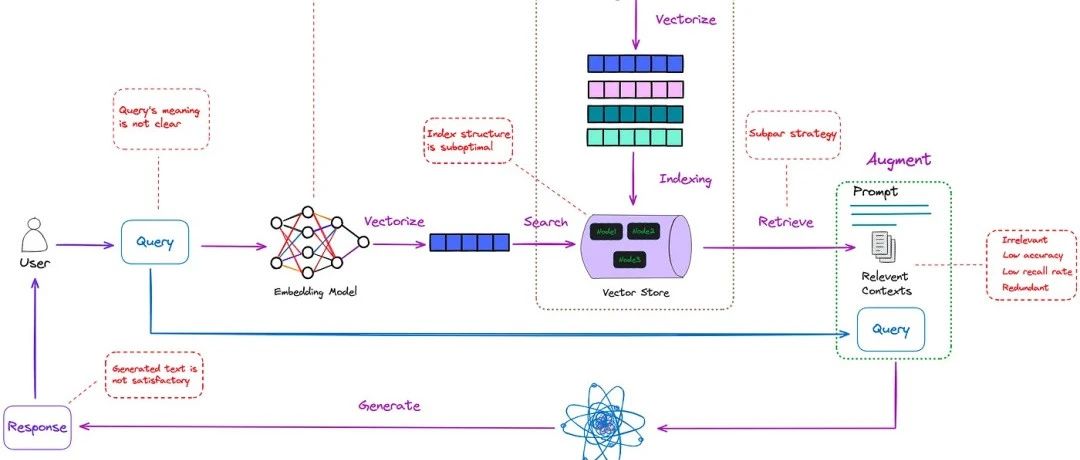 Vectorize
Query's meaning
is not clear
Index structure
is suboptimal
Subpar strategy
Indexing
Augment
Prompt
Vectorize
Search
Retrieve
User
Query
Embedding Model
Node1
Node2
Node3
Vector Store
Relevent
Contexts
Irrelevant
Low accuracy
Low recall rate
Redundant
Query
Generated text is
not satisfactory
Generate
Response